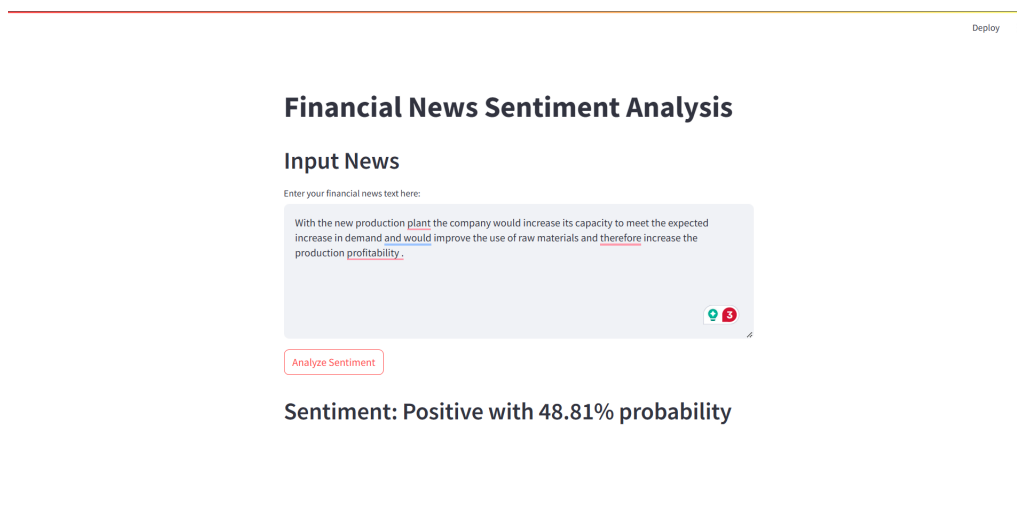 Deploy
Financial News Sentiment Analysis
Input News
Enter your financial news text here:
With the new production plant the company would increase its capacity to meet the expected
increase in demand and would improve the use of raw materials and therefore increase the
production profitability .
3
Analyze Sentiment
Sentiment: Positive with 48.81% probability